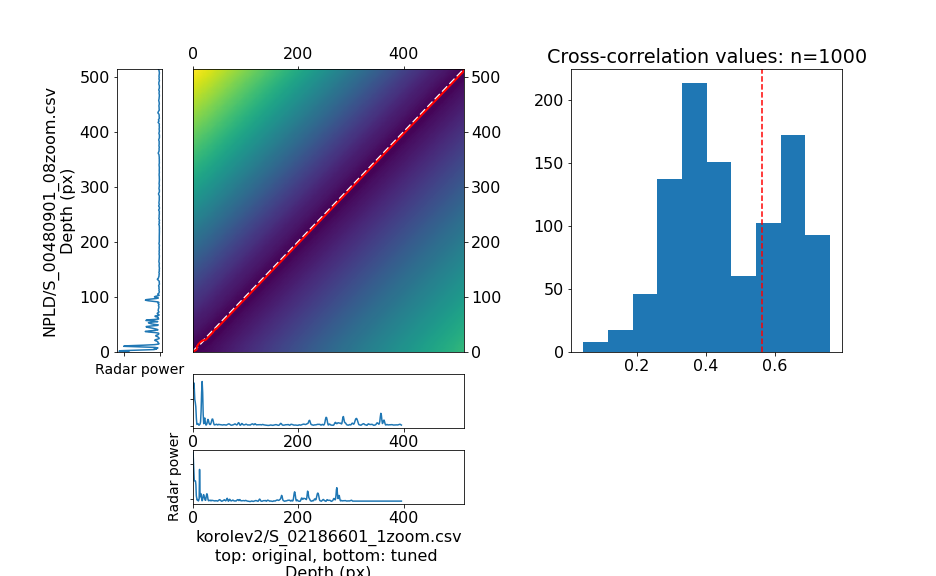 Cross-correlation values: n=1000
0 200 400
500
400
300
200
100
0
NPLD/S_00480901_08zoom.csv
Depth (px)
Radar power
500
400
300
200
100
0
200
150
100
50
0
0.2 0.4 0.6
0 200 400
Radar power
0 200 400
korolev2/S_02186601_1zoom.csv
top: original, bottom: tuned
Depth (px)